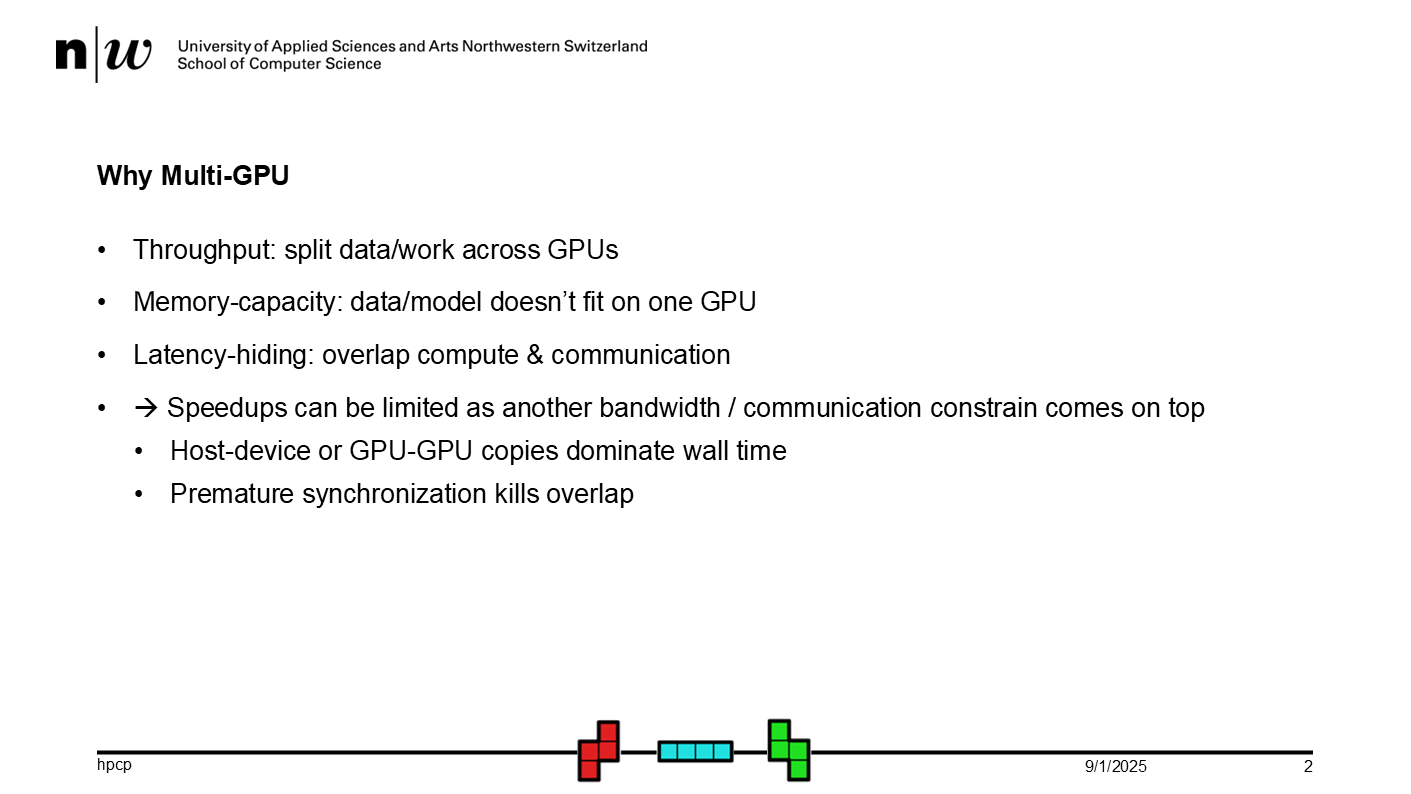 n|w University of Applied Sciences and Arts Northwestern Switzerland
School of Computer Science
Why Multi-GPU
• Throughput: split data/work across GPUs
• Memory-capacity: data/model doesn’t fit on one GPU
• Latency-hiding: overlap compute & communication
• → Speedups can be limited as another bandwidth / communication constrain comes on top
• Host-device or GPU-GPU copies dominate wall time
• Premature synchronization kills overlap
hpcp
9/1/2025
2